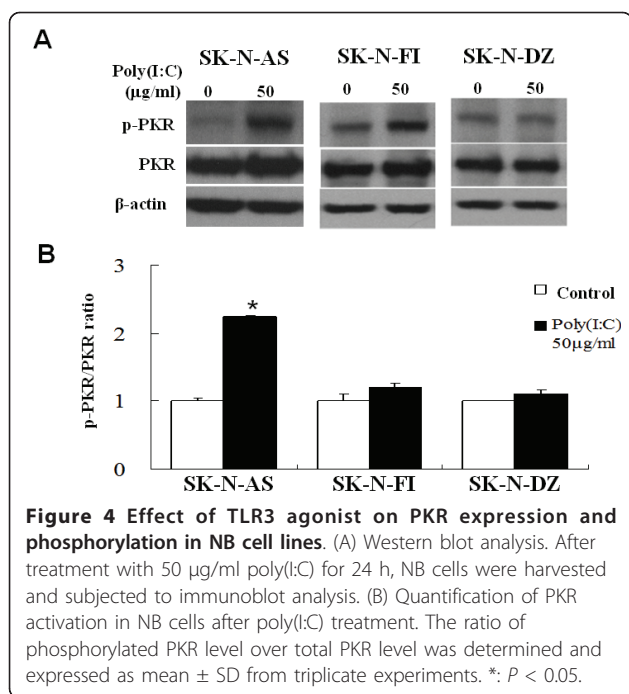 A
SK-N-AS SK-N-FI SK-N-DZ
Poly(I:C)
(μg/ml) 0 50 0 50 0 50
p-PKR
PKR
β-actin
B
3
2
1
0
p-PKR/PKR ratio
*
Control
Poly(I:C)
50μg/ml
SK-N-AS SK-N-FI SK-N-DZ
Figure 4 Effect of TLR3 agonist on PKR expression and
phosphorylation in NB cell lines. (A) Western blot analysis. After
treatment with 50 μg/ml poly(I:C) for 24 h, NB cells were harvested
and subjected to immunoblot analysis. (B) Quantification of PKR
activation in NB cells after poly(I:C) treatment. The ratio of
phosphorylated PKR level over total PKR level was determined and
expressed as mean ± SD from triplicate experiments. *: P < 0.05.